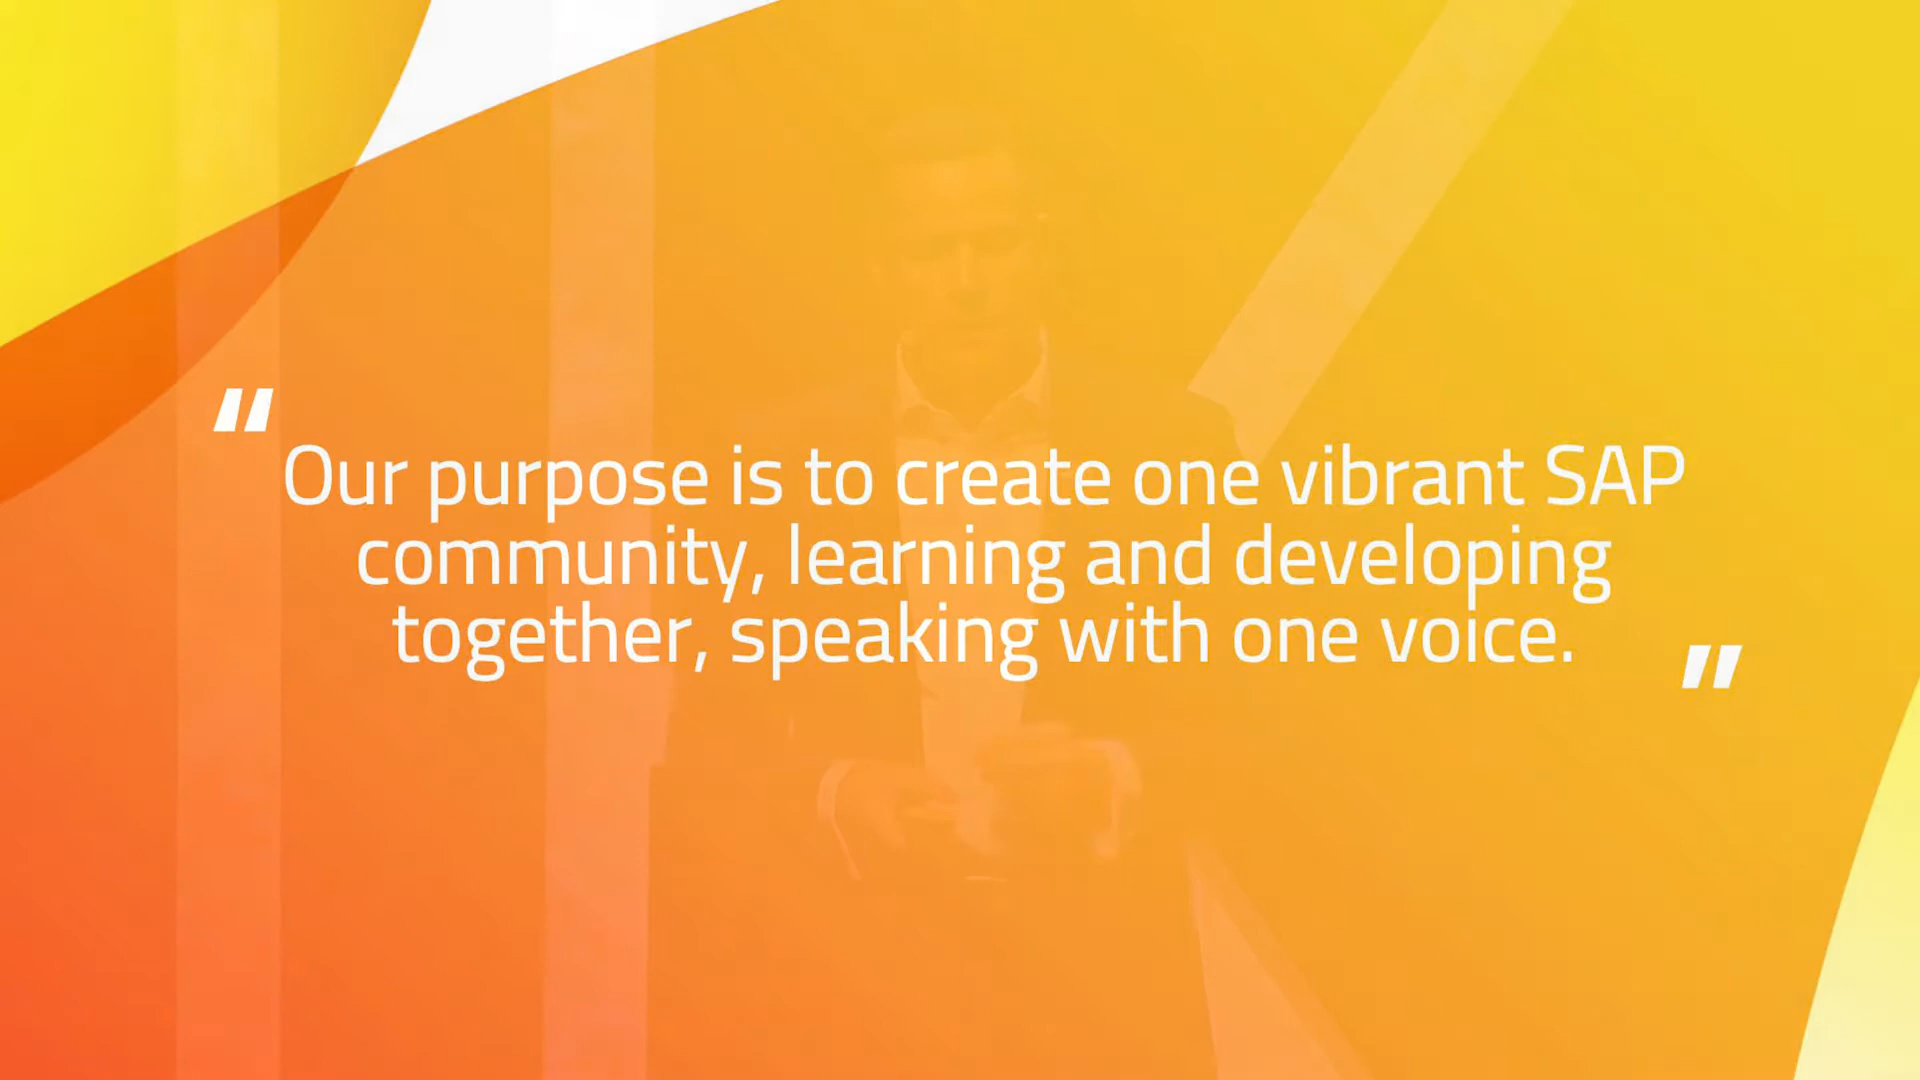 “Our purpose is to create one vibrant SAP
community, learning and developing
together, speaking with one voice.”